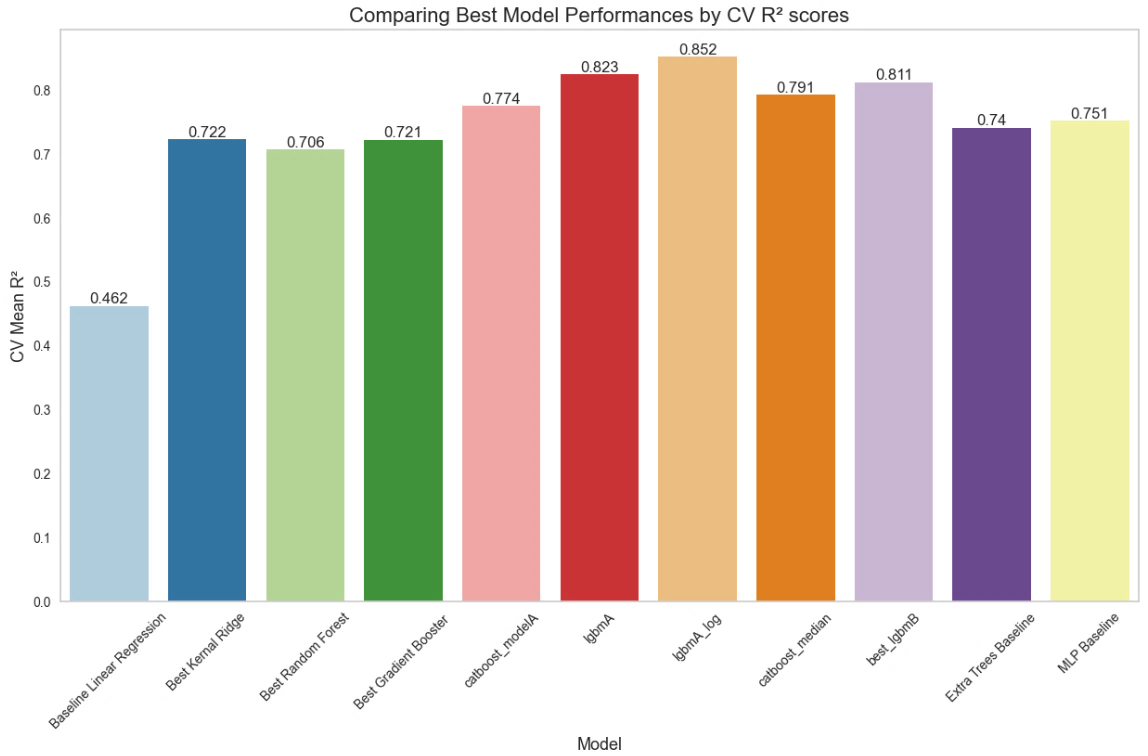 Comparing Best Model Performances by CV R² scores
CV Mean R²
0.8
0.7
0.6
0.5
0.4
0.3
0.2
0.1
0.0
0.462
0.722
0.706
0.721
0.774
0.823
0.852
0.791
0.811
0.74
0.751
Baseline Linear Regression
Best Kernal Ridge
Best Random Forest
Best Gradient Booster
catboost_modelA
lgbmA
lgbmA_log
catboost_median
best_lgbmB
Extra Trees Baseline
MLP Baseline
Model